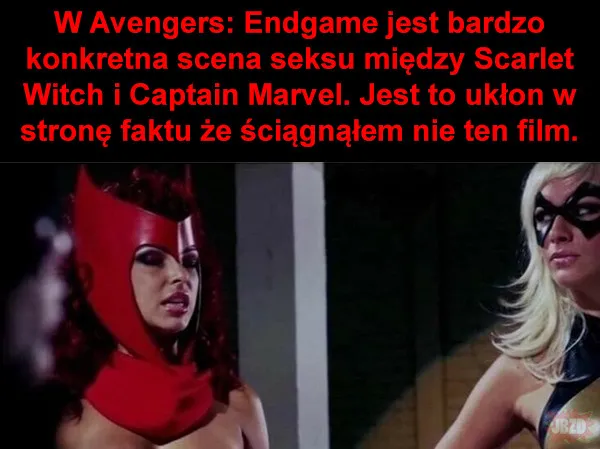 W Avengers: Endgame jest bardzo
konkretna scena seksu między Scarlet
Witch i Captain Marvel. Jest to ukłon w
stronę faktu że ściągnąłem nie ten film.
JBZD